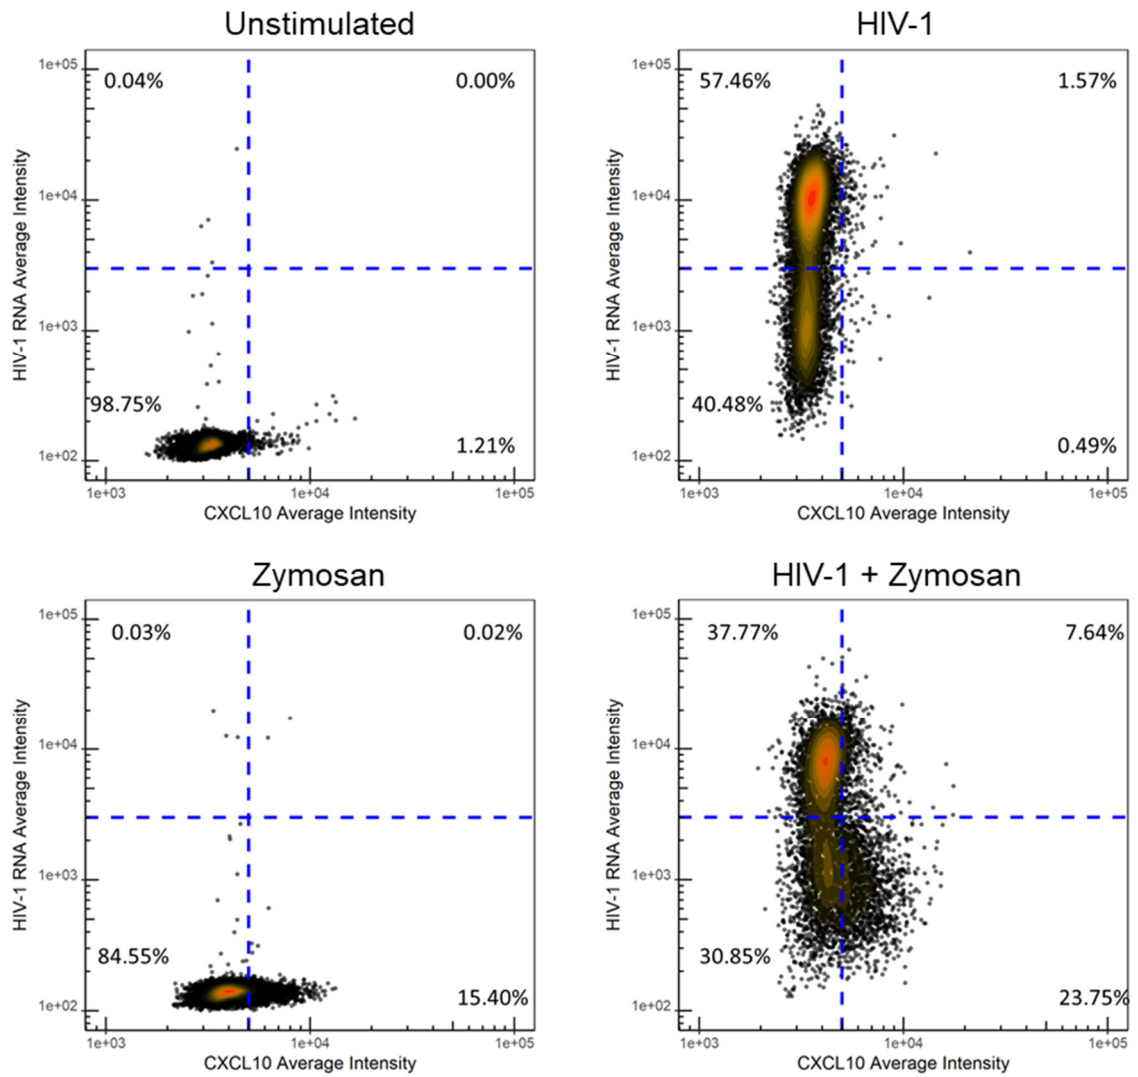 Unstimulated
HIV-1 RNA Average Intensity
1e+05
1e+04
1e+03
1e+02
0.04%
0.00%
98.75%
1.21%
1e+03
1e+04
1e+05
CXCL10 Average Intensity
HIV-1
HIV-1 RNA Average Intensity
1e+05
1e+04
1e+03
1e+02
57.46%
1.57%
40.48%
0.49%
1e+03
1e+04
1e+05
CXCL10 Average Intensity
Zymosan
HIV-1 RNA Average Intensity
1e+05
1e+04
1e+03
1e+02
0.03%
0.02%
84.55%
15.40%
1e+03
1e+04
1e+05
CXCL10 Average Intensity
HIV-1 + Zymosan
HIV-1 RNA Average Intensity
1e+05
1e+04
1e+03
1e+02
37.77%
7.64%
30.85%
23.75%
1e+03
1e+04
1e+05
CXCL10 Average Intensity